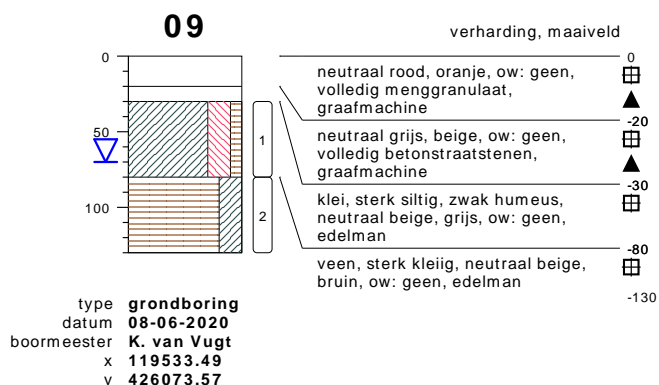 09
verharding, maaiveld
0
0
neutraal rood, oranje, ow: geen,
volledig menggranulaat,
graafmachine
-20
50
1
neutraal grijs, beige, ow: geen,
volledig betonstraatstenen,
graafmachine
-30
100
2
klei, sterk siltig, zwak humeus,
neutraal beige, grijs, ow: geen,
edelman
-80
veen, sterk kleiig, neutraal beige,
bruin, ow: geen, edelman
-130
type grondboring
datum 08-06-2020
boormeester K. van Vugt
x 119533.49
y 426073.57